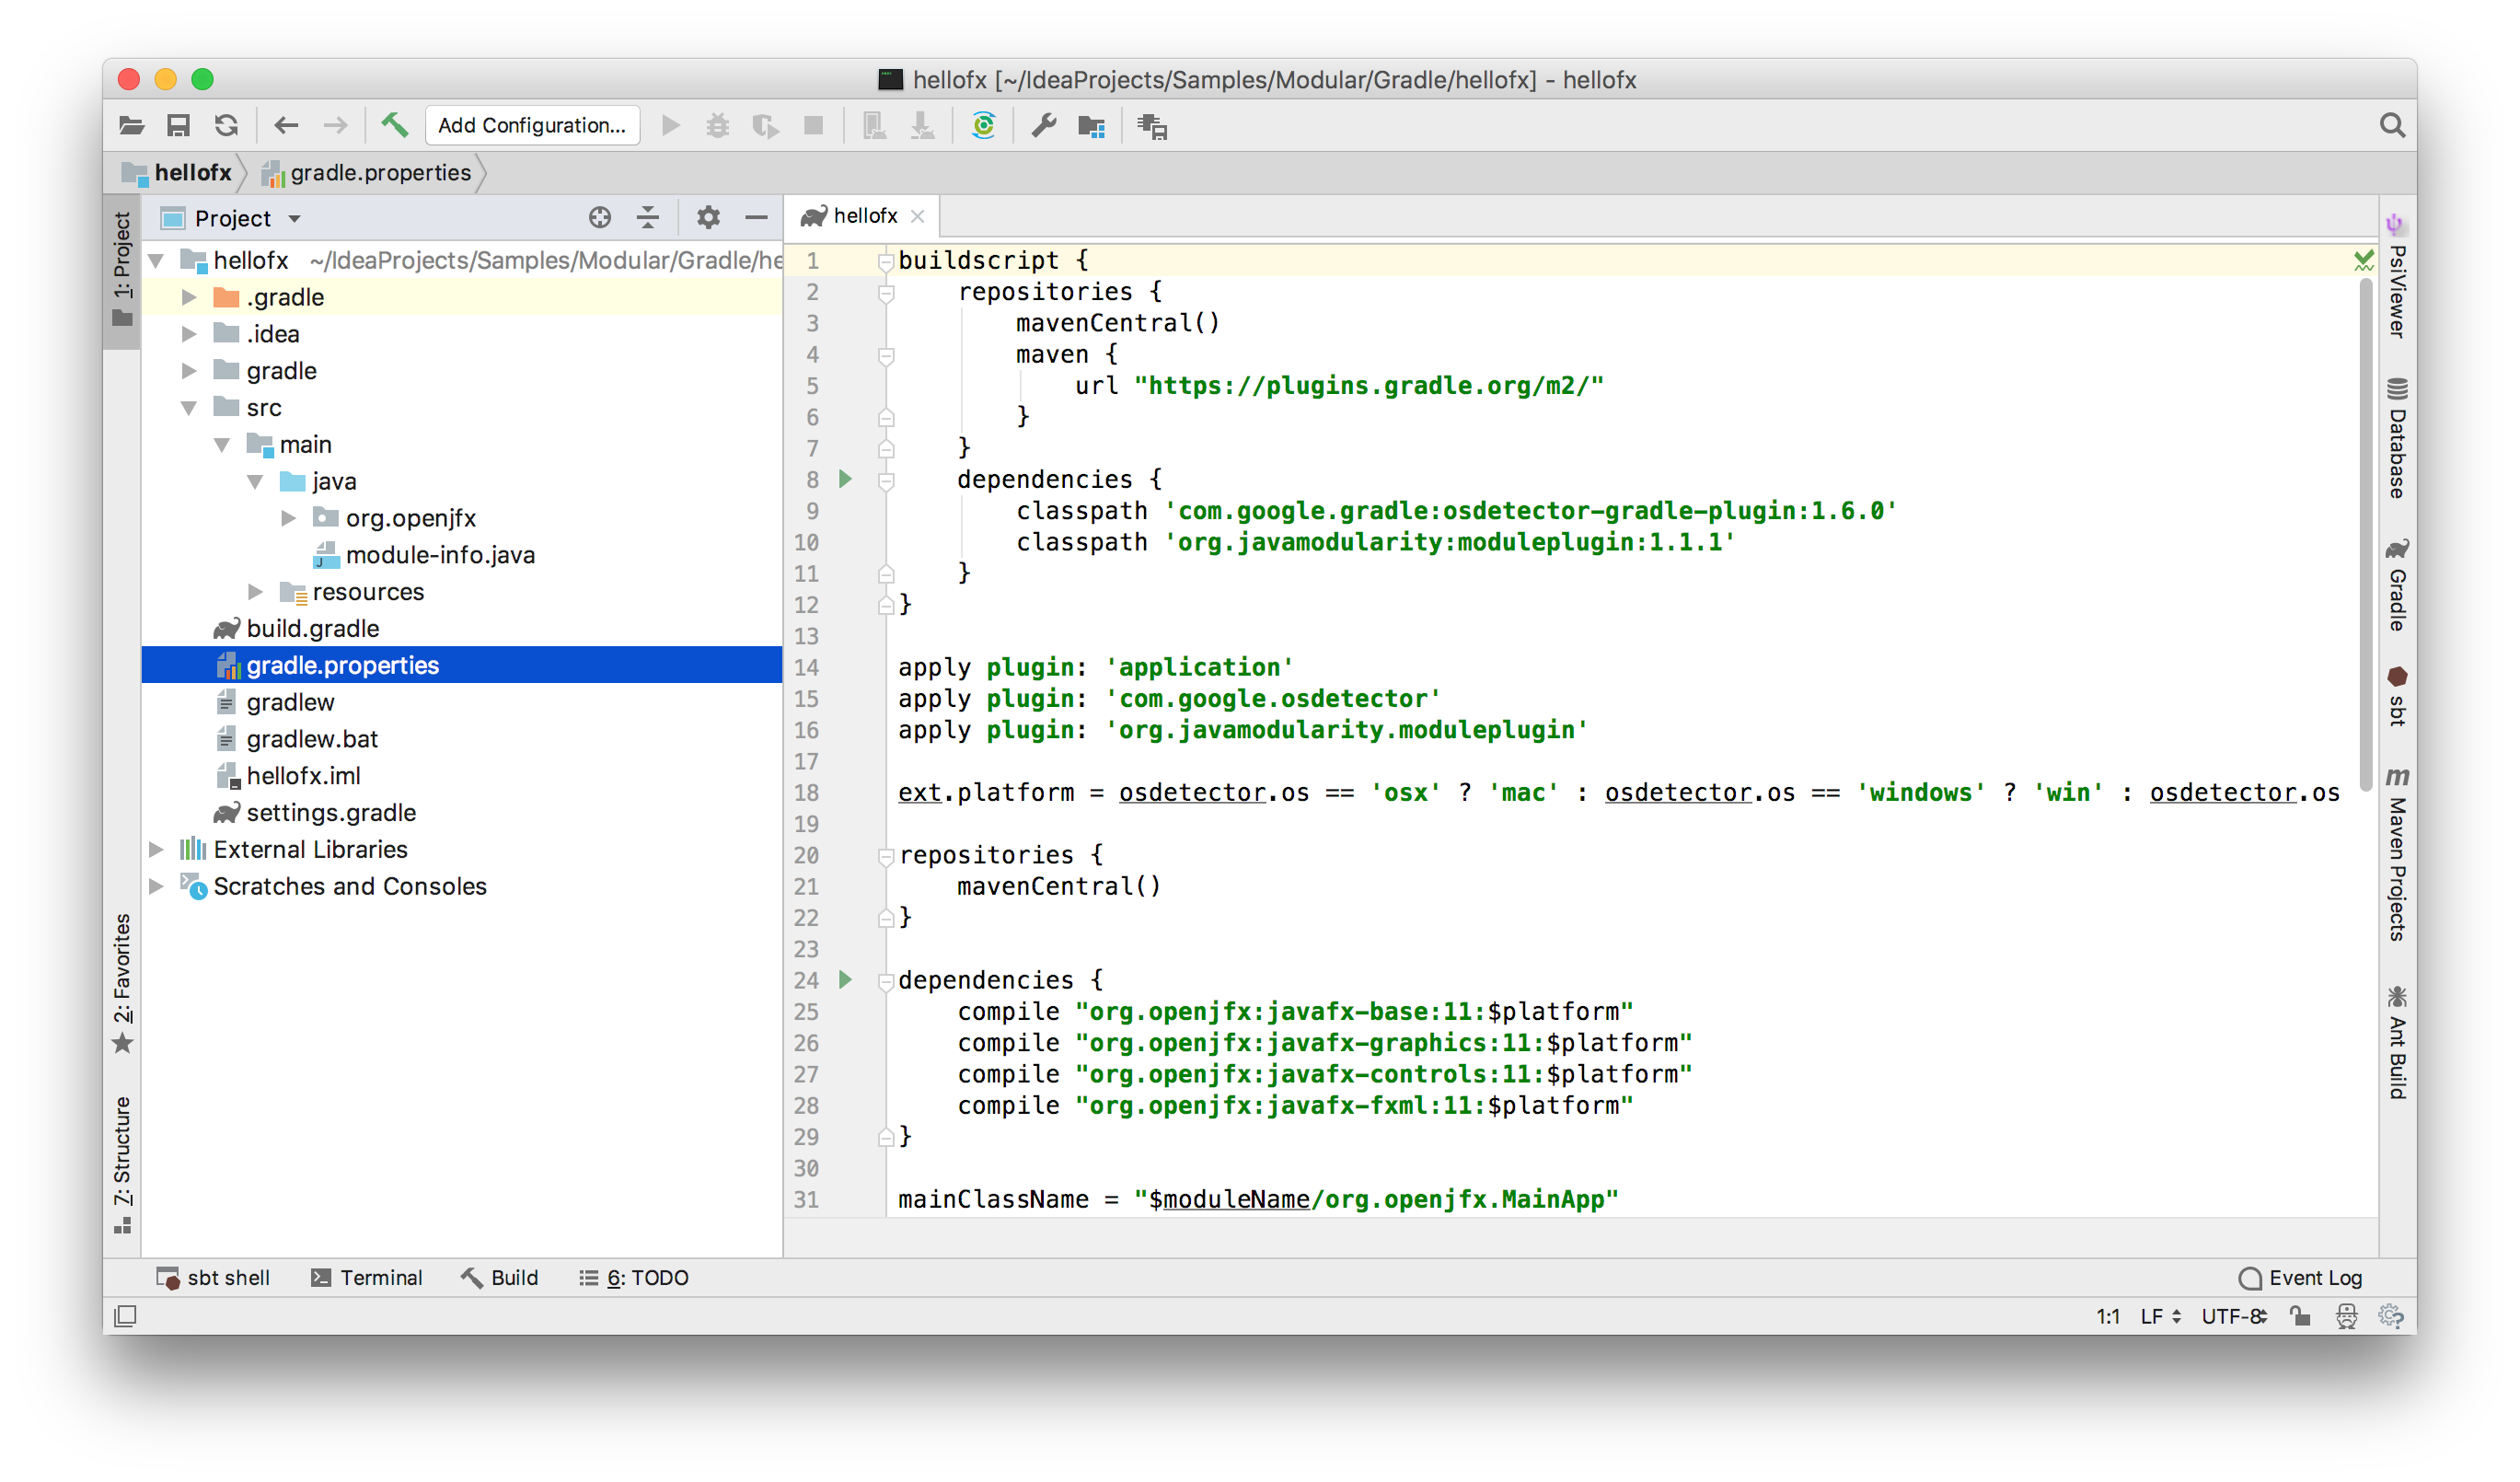 hellofx [~/IdeaProjects/Samples/Modular/Gradle/hellofx] - hellofx
Add Configuration...
hellofx
gradle.properties
1: Project
2: Favorites
7: Structure
Project
hellofx ~/IdeaProjects/Samples/Modular/Gradle/he
.gradle
.idea
gradle
src
main
java
org.openjfx
module-info.java
resources
build.gradle
gradle.properties
gradlew
gradlew.bat
hellofx.iml
settings.gradle
External Libraries
Scratches and Consoles
hellofx
1 buildscript {
2 repositories {
3 mavenCentral()
4 maven {
5 url "https://plugins.gradle.org/m2/"
6 }
7 }
8 dependencies {
9 classpath 'com.google.gradle:osdetector-gradle-plugin:1.6.0'
10 classpath 'org.javamodularity:moduleplugin:1.1.1'
11 }
12 }
13
14 apply plugin: 'application'
15 apply plugin: 'com.google.osdetector'
16 apply plugin: 'org.javamodularity.moduleplugin'
17
18 ext.platform = osdetector.os == 'osx' ? 'mac' : osdetector.os == 'windows' ? 'win' : osdetector.os
19
20 repositories {
21 mavenCentral()
22 }
23
24 dependencies {
25 compile "org.openjfx:javafx-base:11:$platform"
26 compile "org.openjfx:javafx-graphics:11:$platform"
27 compile "org.openjfx:javafx-controls:11:$platform"
28 compile "org.openjfx:javafx-fxml:11:$platform"
29 }
30
31 mainClassName = "$moduleName/org.openjfx.MainApp"
PsiViewer
Database
Gradle
sbt
Maven Projects
Ant Build
sbt shell
Terminal
Build
6: TODO
Event Log
1:1 LF UTF-8